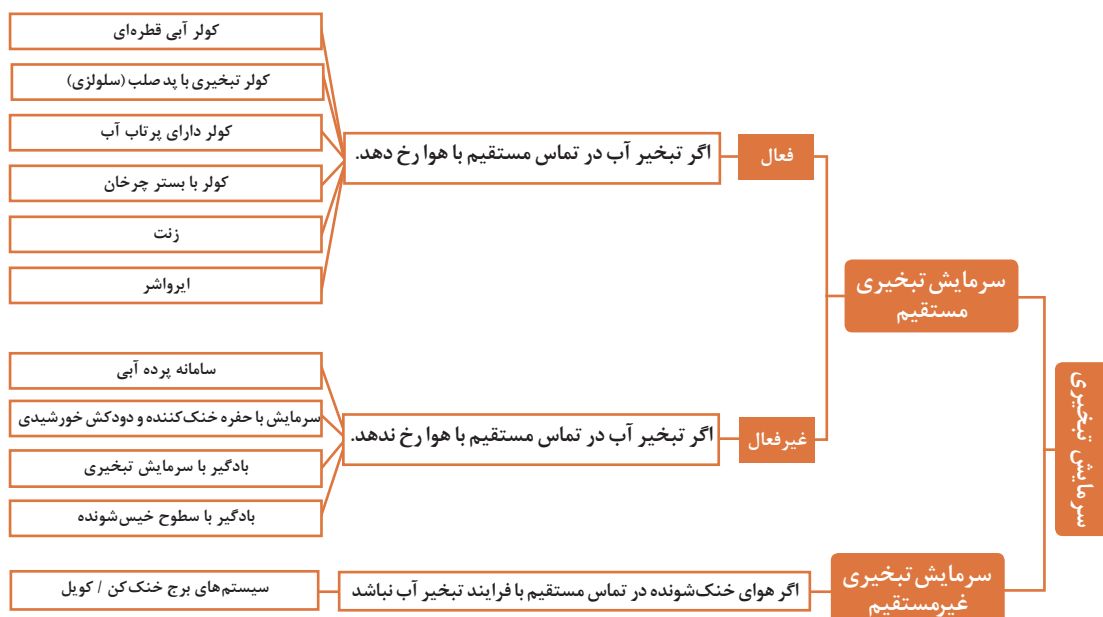 سرمایش تبخیری
سرمایش تبخیری
مستقیم
فعال
اگر تبخیر آب در تماس مستقیم با هوا رخ دهد.
کولر آبی قطره‌ای
کولر تبخیری با پد صلب (سلولزی)
کولر دارای پرتاب آب
کولر با بستر چرخان
زنت
ایرواشر
غیرفعال
اگر تبخیر آب در تماس مستقیم با هوا رخ ندهد.
سامانه پرده آبی
سرمایش با حفره خنک‌کننده و دودکش خورشیدی
بادگیر با سرمایش تبخیری
بادگیر با سطوح خیس‌شونده
سرمایش تبخیری
غیرمستقیم
اگر هوای خنک‌شونده در تماس مستقیم با فرایند تبخیر آب نباشد
سیستم‌های برج خنک‌کن / کویل